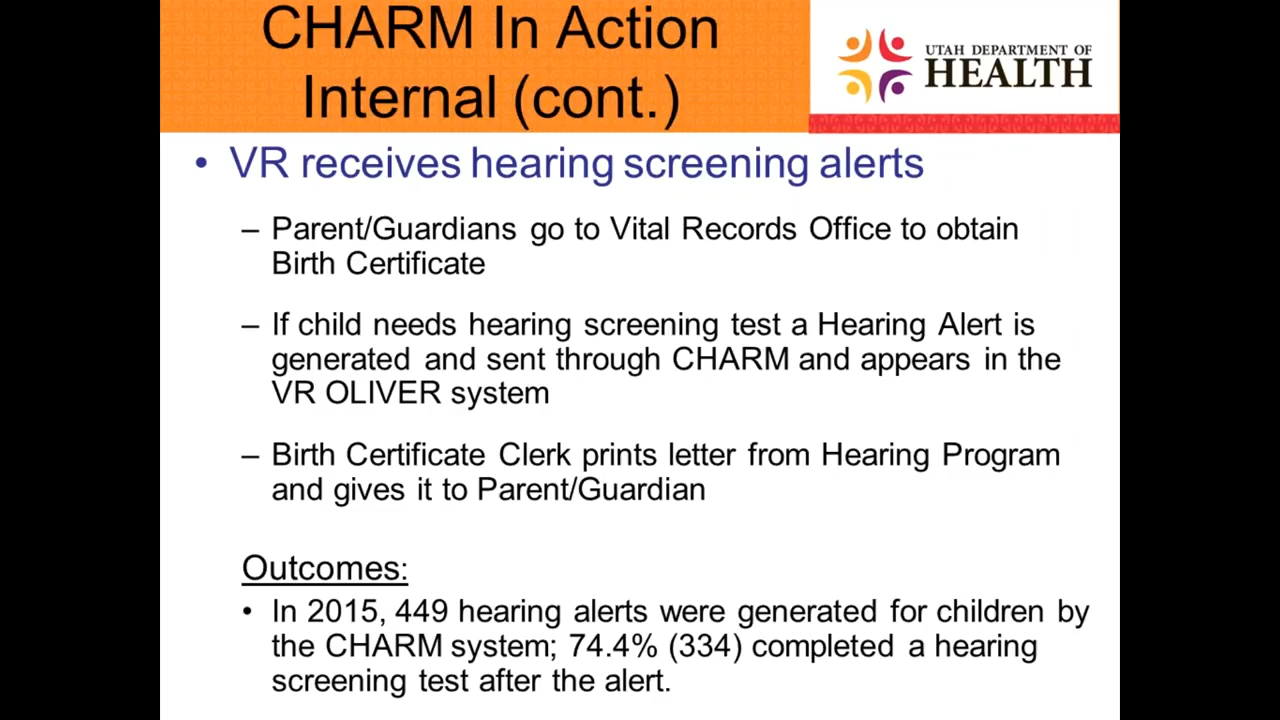 CHARM In Action
Internal (cont.)
UTAH DEPARTMENT OF
HEALTH
• VR receives hearing screening alerts
– Parent/Guardians go to Vital Records Office to obtain
Birth Certificate
– If child needs hearing screening test a Hearing Alert is
generated and sent through CHARM and appears in the
VR OLIVER system
– Birth Certificate Clerk prints letter from Hearing Program
and gives it to Parent/Guardian
Outcomes:
• In 2015, 449 hearing alerts were generated for children by
the CHARM system; 74.4% (334) completed a hearing
screening test after the alert.